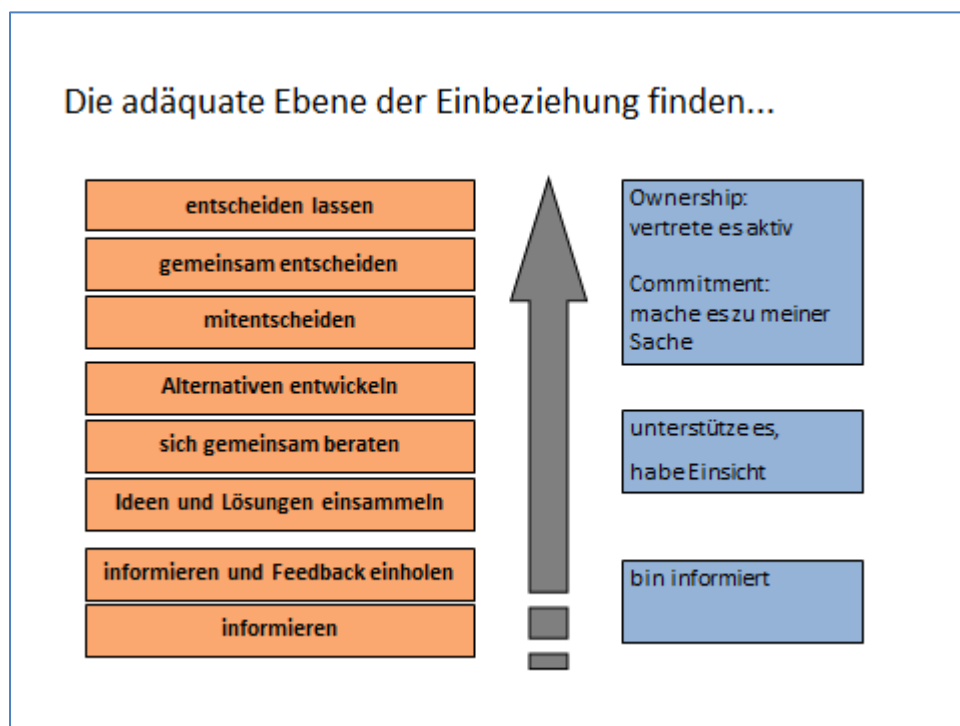 Die adäquate Ebene der Einbeziehung finden...
entscheiden lassen
gemeinsam entscheiden
mitentscheiden
Alternativen entwickeln
sich gemeinsam beraten
Ideen und Lösungen einsammeln
informieren und Feedback einholen
informieren
Ownership:
vertrete es aktiv
Commitment:
mache es zu meiner
Sache
unterstütze es,
habe Einsicht
bin informiert